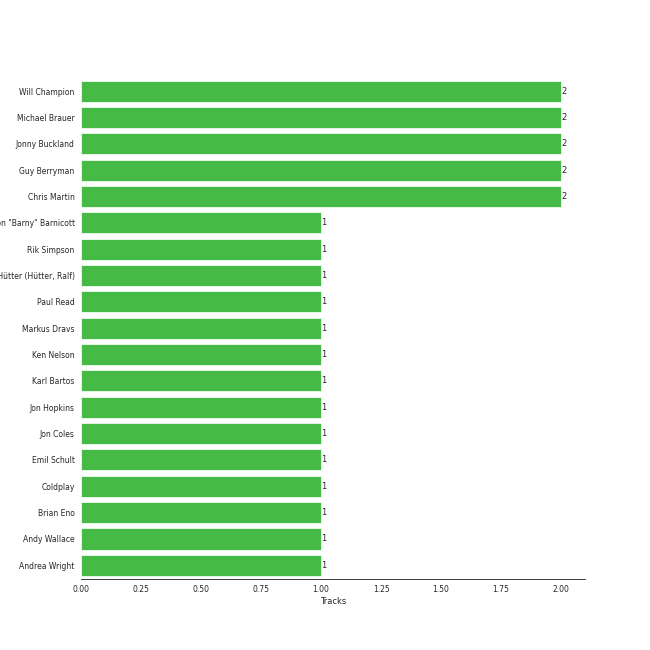 Will Champion 2
Michael Brauer 2
Jonny Buckland 2
Guy Berryman 2
Chris Martin 2
on "Barny" Barnicott 1
Rik Simpson 1
Hütter (Hütter, Ralf) 1
Paul Read 1
Markus Dravs 1
Ken Nelson 1
Karl Bartos 1
Jon Hopkins 1
Jon Coles 1
Emil Schult 1
Coldplay 1
Brian Eno 1
Andy Wallace 1
Andrea Wright 1
0.00 0.25 0.50 0.75 1.00 1.25 1.50 1.75 2.00
Tracks